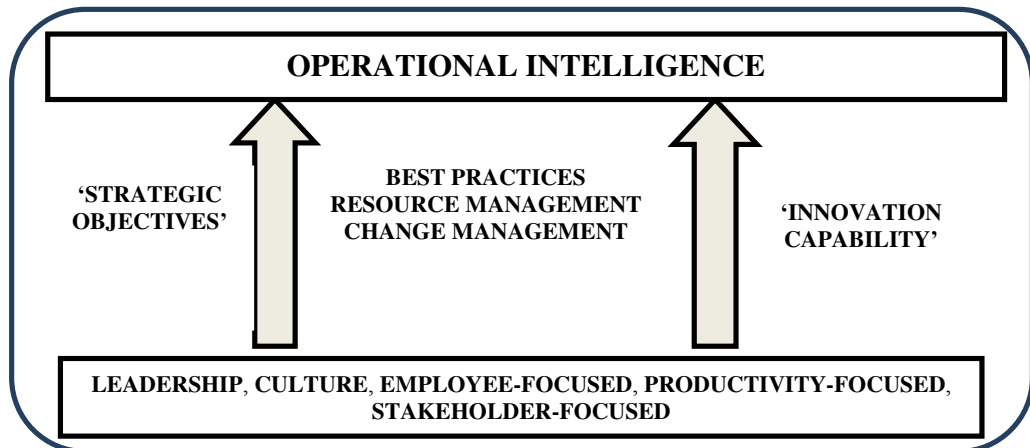 OPERATIONAL INTELLIGENCE
‘STRATEGIC
OBJECTIVES’
BEST PRACTICES
RESOURCE MANAGEMENT
CHANGE MANAGEMENT
‘INNOVATION
CAPABILITY’
LEADERSHIP, CULTURE, EMPLOYEE-FOCUSED, PRODUCTIVITY-FOCUSED,
STAKEHOLDER-FOCUSED